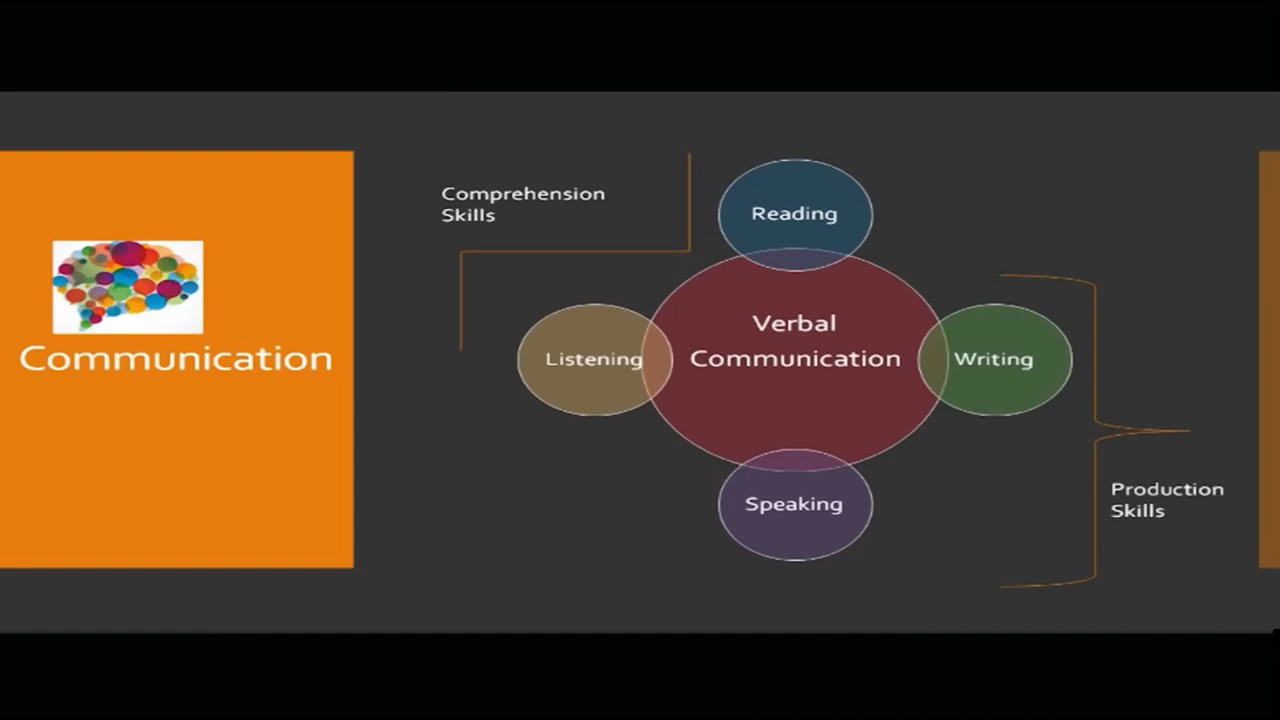 Communication
Comprehension
Skills
Reading
Listening
Verbal
Communication
Writing
Speaking
Production
Skills